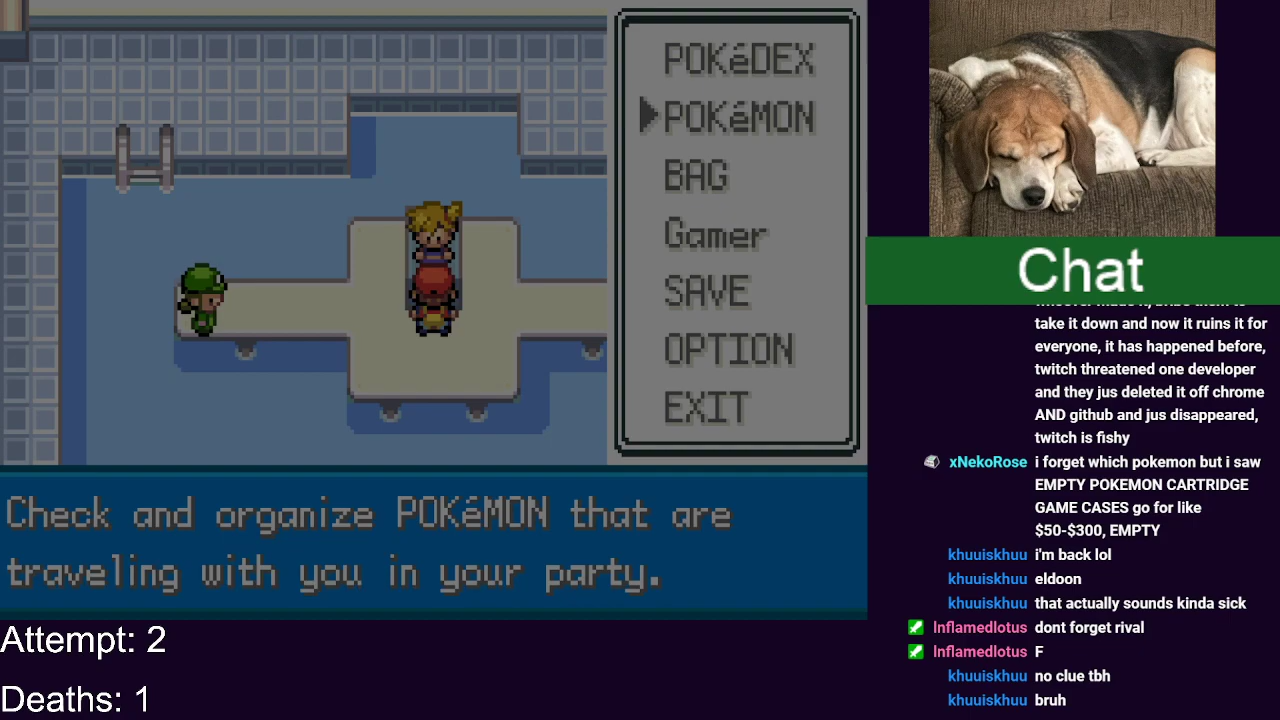 POKéDEX
POKéMON
BAG
Gamer
SAVE
OPTION
EXIT
Check and organize POKéMON that are
traveling with you in your party.
Attempt: 2
Deaths: 1
Chat
take it down and now it ruins it for
everyone, it has happened before,
twitch threatened one developer
and they jus deleted it off chrome
AND github and jus disappeared,
twitch is fishy
xNekoRose i forget which pokemon but i saw
EMPTY POKEMON CARTRIDGE
GAME CASES go for like
$50-$300, EMPTY
khuuiskhuu i'm back lol
khuuiskhuu eldoon
khuuiskhuu that actually sounds kinda sick
Inflamedlotus dont forget rival
Inflamedlotus F
khuuiskhuu no clue tbh
khuuiskhuu bruh